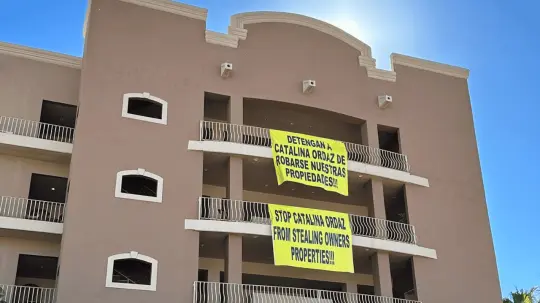 DETENGAN A
CATALINA ORDAZ DE
ROBARSE NUESTRAS
PROPIEDADES!!!
STOP CATALINA ORDAZ
FROM STEALING OWNERS
PROPERTIES!!!